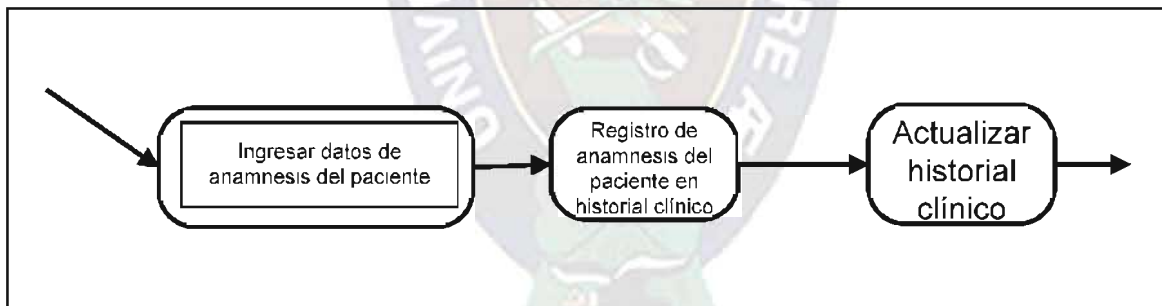 Ingresar datos de
anamnesis del paciente
Registro de
anamnesis del
paciente en
historial clínico
Actualizar
historial
clínico